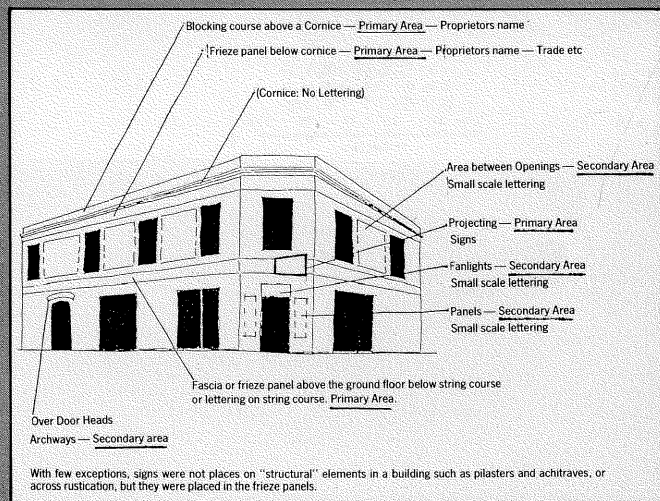 Blocking course above a Cornice — Primary Area — Proprietors name
Frieze panel below cornice — Primary Area — Proprietors name — Trade etc
(Cornice: No Lettering)
Area between Openings — Secondary Area
Small scale lettering
Projecting — Primary Area
Signs
Fanlights — Secondary Area
Small scale lettering
Panels — Secondary Area
Small scale lettering
Fascia or frieze panel above the ground floor below string course
or lettering on string course. Primary Area.
Over Door Heads
Archways — Secondary area
With few exceptions, signs were not places on "structural" elements in a building such as pilasters and achitraves, or
across rustication, but they were placed in the frieze panels.